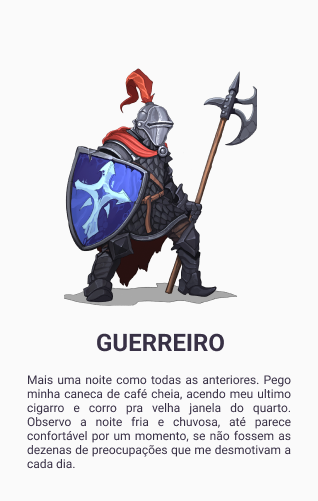 GUERREIRO
Mais uma noite como todas as anteriores. Pego
minha caneca de café cheia, acendo meu ultimo
cigarro e corro pra velha janela do quarto.
Observo a noite fria e chuvosa, até parece
confortável por um momento, se não fossem as
dezenas de preocupações que me desmotivam a
cada dia.